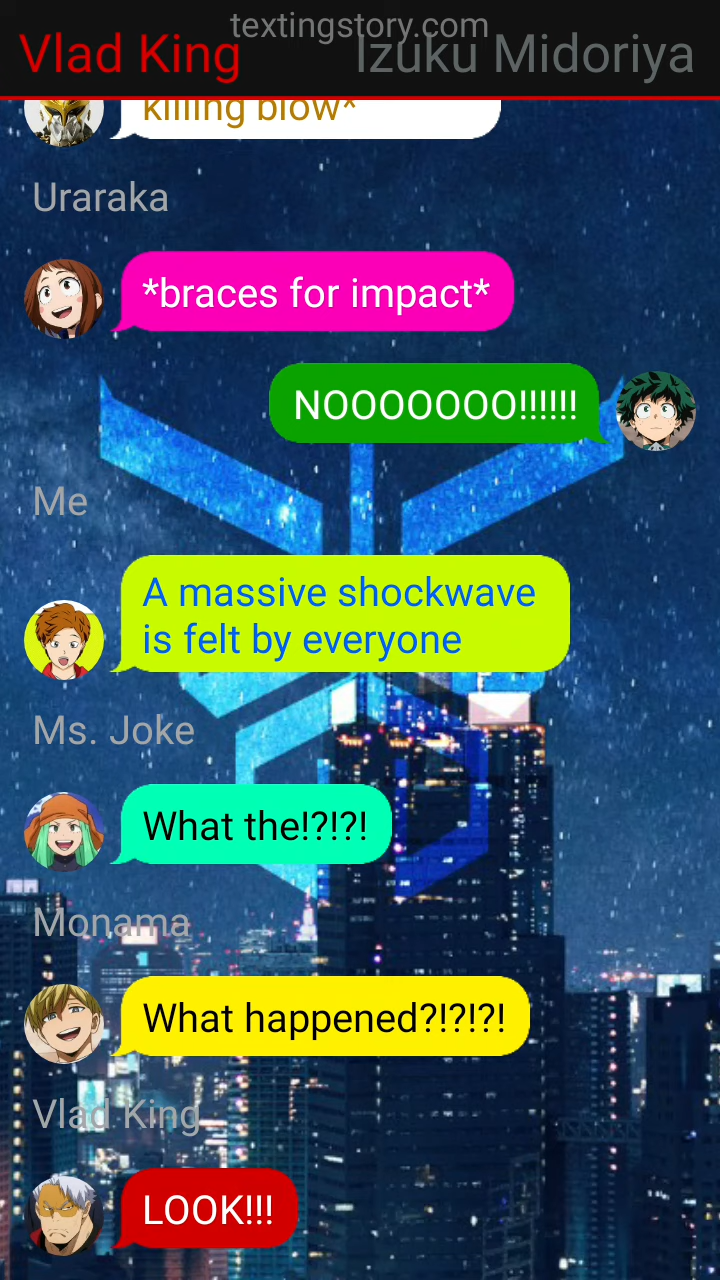 textingstory.com
Vlad King
Izuku Midoriya
killing blow*
Uraraka
*braces for impact*
NOOOOOOO!!!!!!
Me
A massive shockwave
is felt by everyone
Ms. Joke
What the!?!?!
Monama
What happened?!?!?!
Vlad King
LOOK!!!